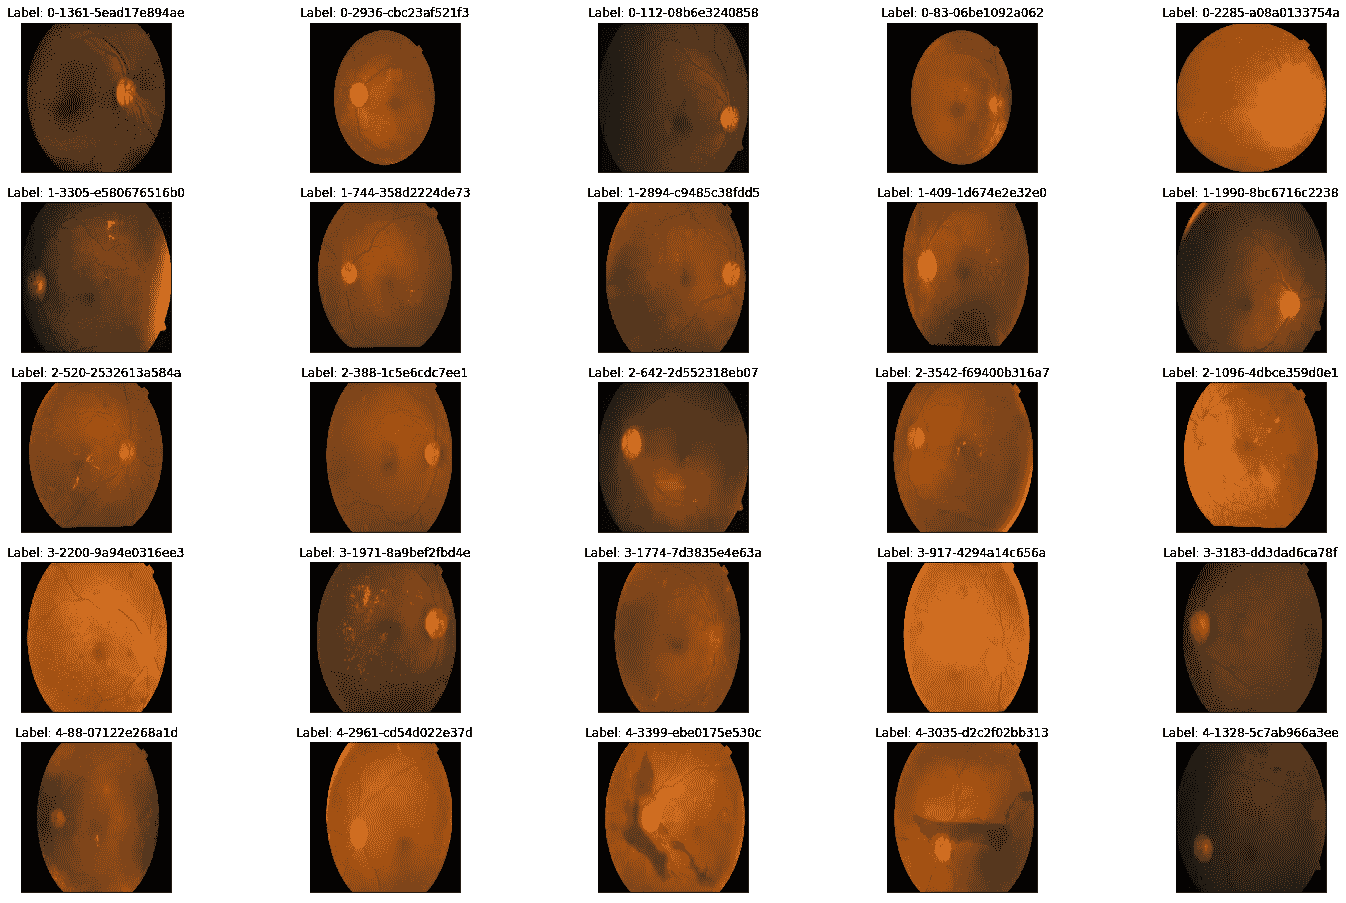 Label: 0-1361-5ead17e894ae
Label: 0-2936-cbc23af521f3
Label: 0-112-08b6e3240858
Label: 0-83-06be1092a062
Label: 0-2285-a08a0133754a
Label: 1-3305-e580676516b0
Label: 1-744-358d2224de73
Label: 1-2894-c9485c38fdd5
Label: 1-409-1d674e2e32e0
Label: 1-1990-8bc6716c2238
Label: 2-520-2532613a584a
Label: 2-388-1c5e6cdc7ee1
Label: 2-642-2d552318eb07
Label: 2-3542-f69400b316a7
Label: 2-1096-4dbce359d0e1
Label: 3-2200-9a94e0316ee3
Label: 3-1971-8a9bef2fbd4e
Label: 3-1774-7d3835e4e63a
Label: 3-917-4294a14c656a
Label: 3-3183-dd3dad6ca78f
Label: 4-88-07122e268a1d
Label: 4-2961-cd54d022e37d
Label: 4-3399-ebe0175e530c
Label: 4-3035-d2c2f02bb313
Label: 4-1328-5c7ab966a3ee